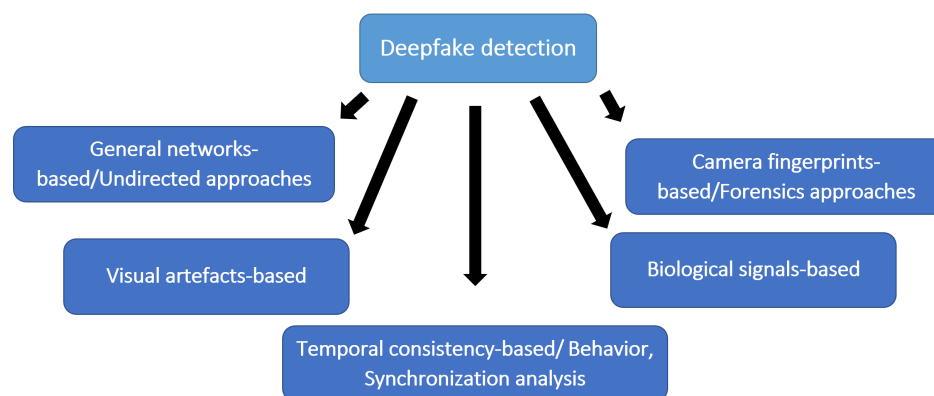 Deepfake detection
General networks-
based/Undirected approaches
Camera fingerprints-
based/Forensics approaches
Visual artefacts-based
Biological signals-based
Temporal consistency-based/ Behavior,
Synchronization analysis